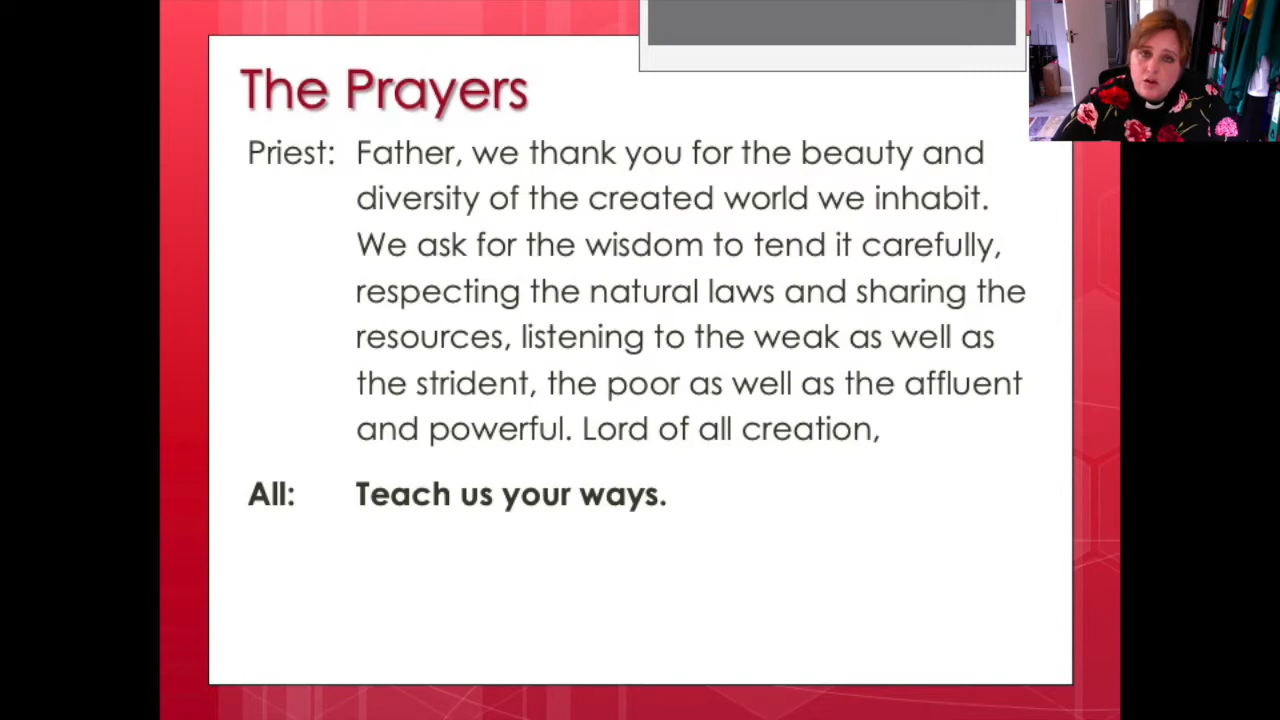 The Prayers
Priest: Father, we thank you for the beauty and
diversity of the created world we inhabit.
We ask for the wisdom to tend it carefully,
respecting the natural laws and sharing the
resources, listening to the weak as well as
the strident, the poor as well as the affluent
and powerful. Lord of all creation,
All: Teach us your ways.